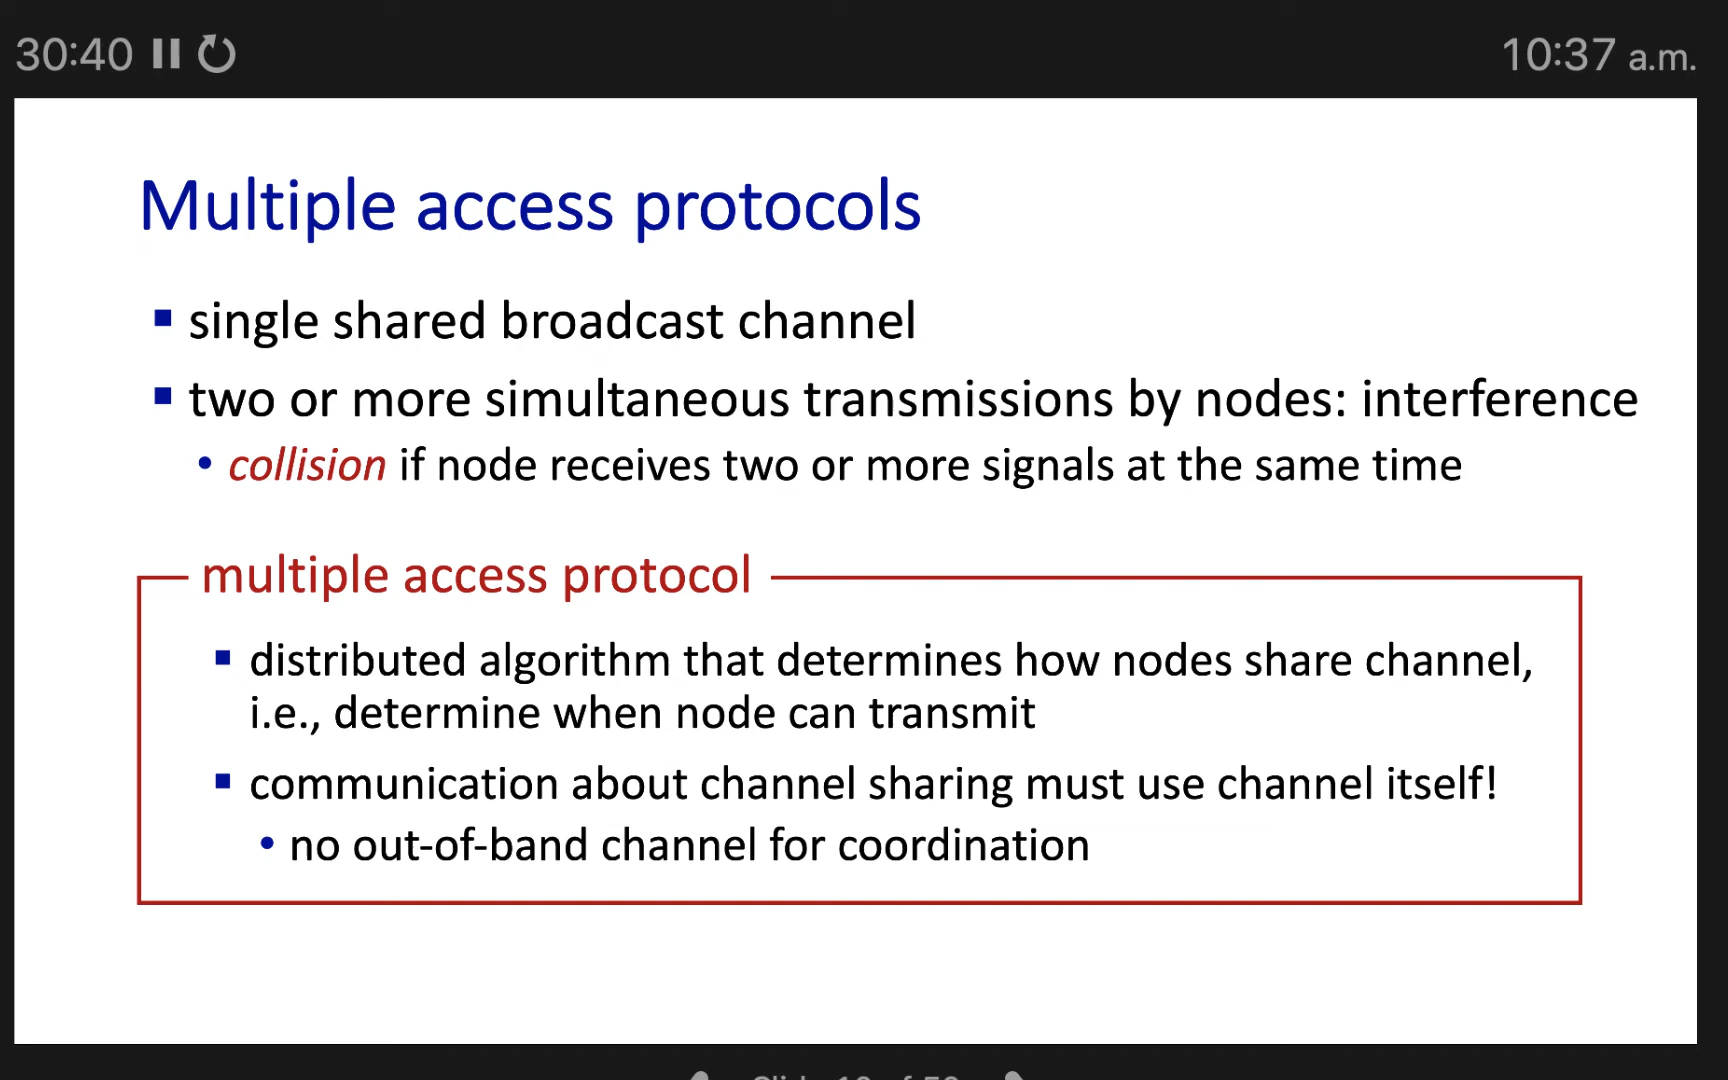 30:40
10:37 a.m.
Multiple access protocols
▪ single shared broadcast channel
▪ two or more simultaneous transmissions by nodes: interference
• collision if node receives two or more signals at the same time
multiple access protocol
▪ distributed algorithm that determines how nodes share channel,
i.e., determine when node can transmit
▪ communication about channel sharing must use channel itself!
• no out-of-band channel for coordination